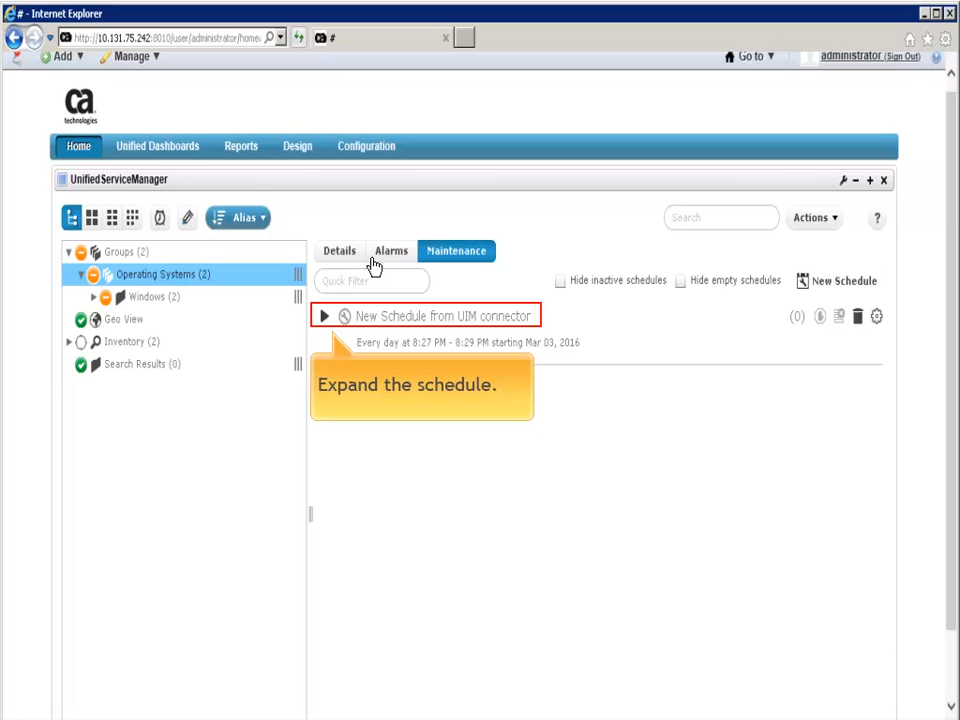 # - Internet Explorer
http://10.131.75.242:8010/user/administrator/home.
#
x
Add
Manage
Go to
administrator (Sign Out)
ca
technologies
Home
Unified Dashboards
Reports
Design
Configuration
UnifiedServiceManager
Alias
Search
Actions
?
Groups (2)
Operating Systems (2)
Windows (2)
Geo View
Inventory (2)
Search Results (0)
Details
Alarms
Maintenance
Quick Filter
Hide inactive schedules
Hide empty schedules
New Schedule
New Schedule from UIM connector
(0)
Every day at 8:27 PM - 8:29 PM starting Mar 03, 2016
Expand the schedule.